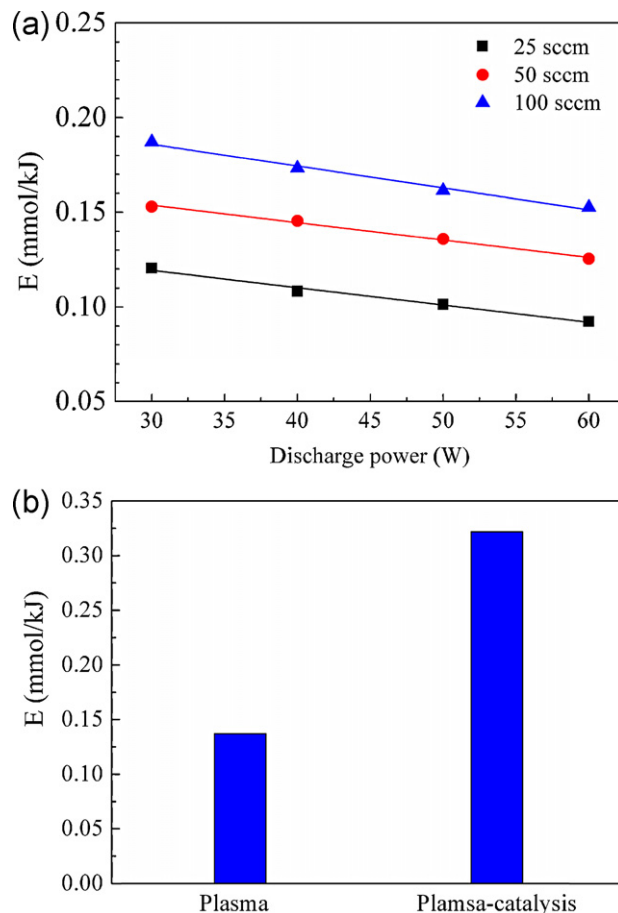 (a)
0.25
0.20
0.15
0.10
0.05
E (mmol/kJ)
25 sccm
50 sccm
100 sccm
30 35 40 45 50 55 60
Discharge power (W)
(b)
0.35
0.30
0.25
0.20
0.15
0.10
0.05
0.00
E (mmol/kJ)
Plasma Plamsa-catalysis